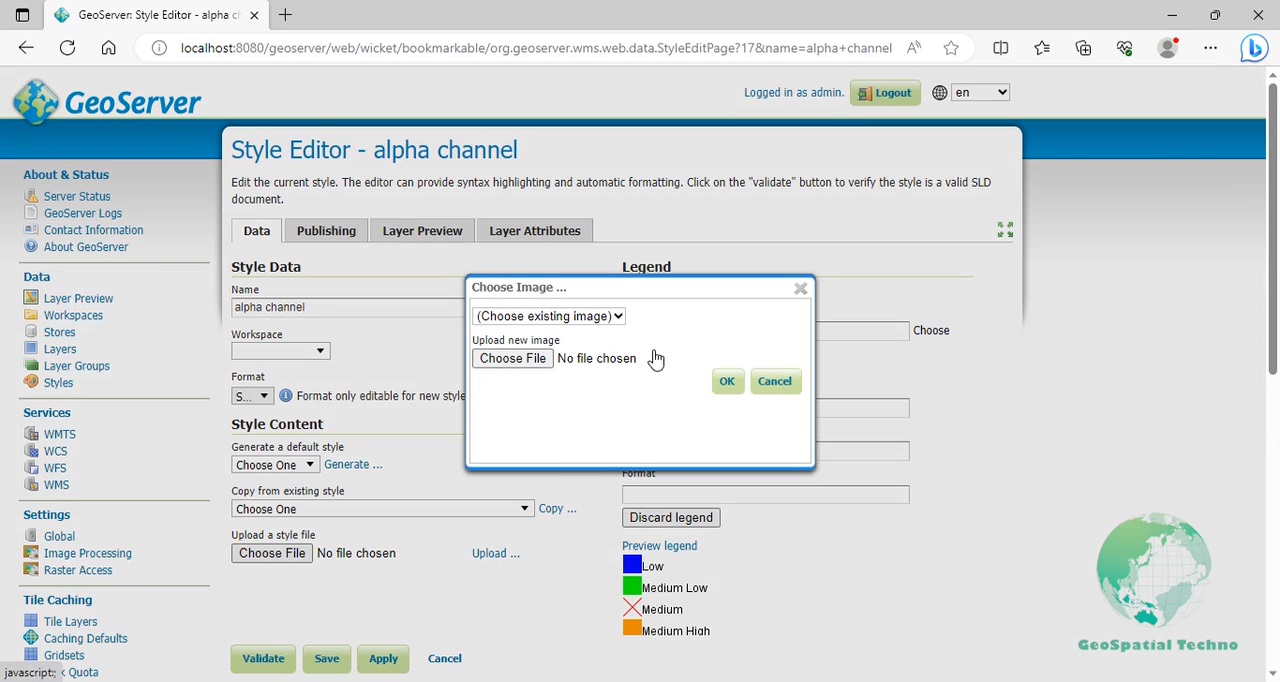 GeoServer: Style Editor - alpha c
localhost:8080/geoserver/web/wicket/bookmarkable/org.geoserver.wms.web.data.StyleEditPage?17&name=alpha+channel
GeoServer
Logged in as admin. Logout en
Style Editor - alpha channel
Edit the current style. The editor can provide syntax highlighting and automatic formatting. Click on the "validate" button to verify the style is a valid SLD
document.
About & Status
Server Status
GeoServer Logs
Contact Information
About GeoServer
Data
Layer Preview
Workspaces
Stores
Layers
Layer Groups
Styles
Services
WMTS
WCS
WFS
WMS
Settings
Global
Image Processing
Raster Access
Tile Caching
Tile Layers
Caching Defaults
Gridsets
k Quota
javascript:;
Data Publishing Layer Preview Layer Attributes
Style Data
Name
alpha channel
Workspace
Format
S... Format only editable for new style
Style Content
Generate a default style
Choose One Generate ...
Copy from existing style
Choose One Copy ...
Upload a style file
Choose File No file chosen Upload ...
Validate Save Apply Cancel
Legend
Choose
Format
Discard legend
Preview legend
Low
Medium Low
Medium
Medium High
Choose Image ...
(Choose existing image)
Upload new image
Choose File No file chosen
OK Cancel
GeoSpatial Techno